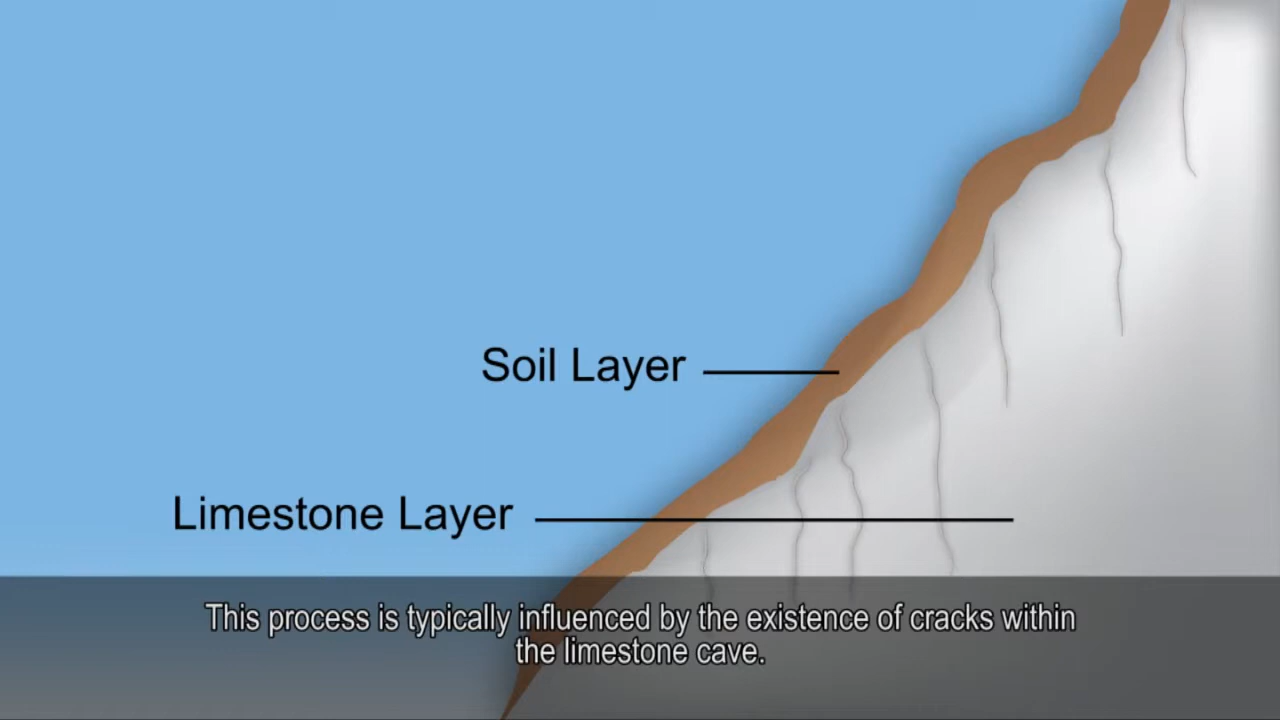 Soil Layer
Limestone Layer
This process is typically influenced by the existence of cracks within
the limestone cave.